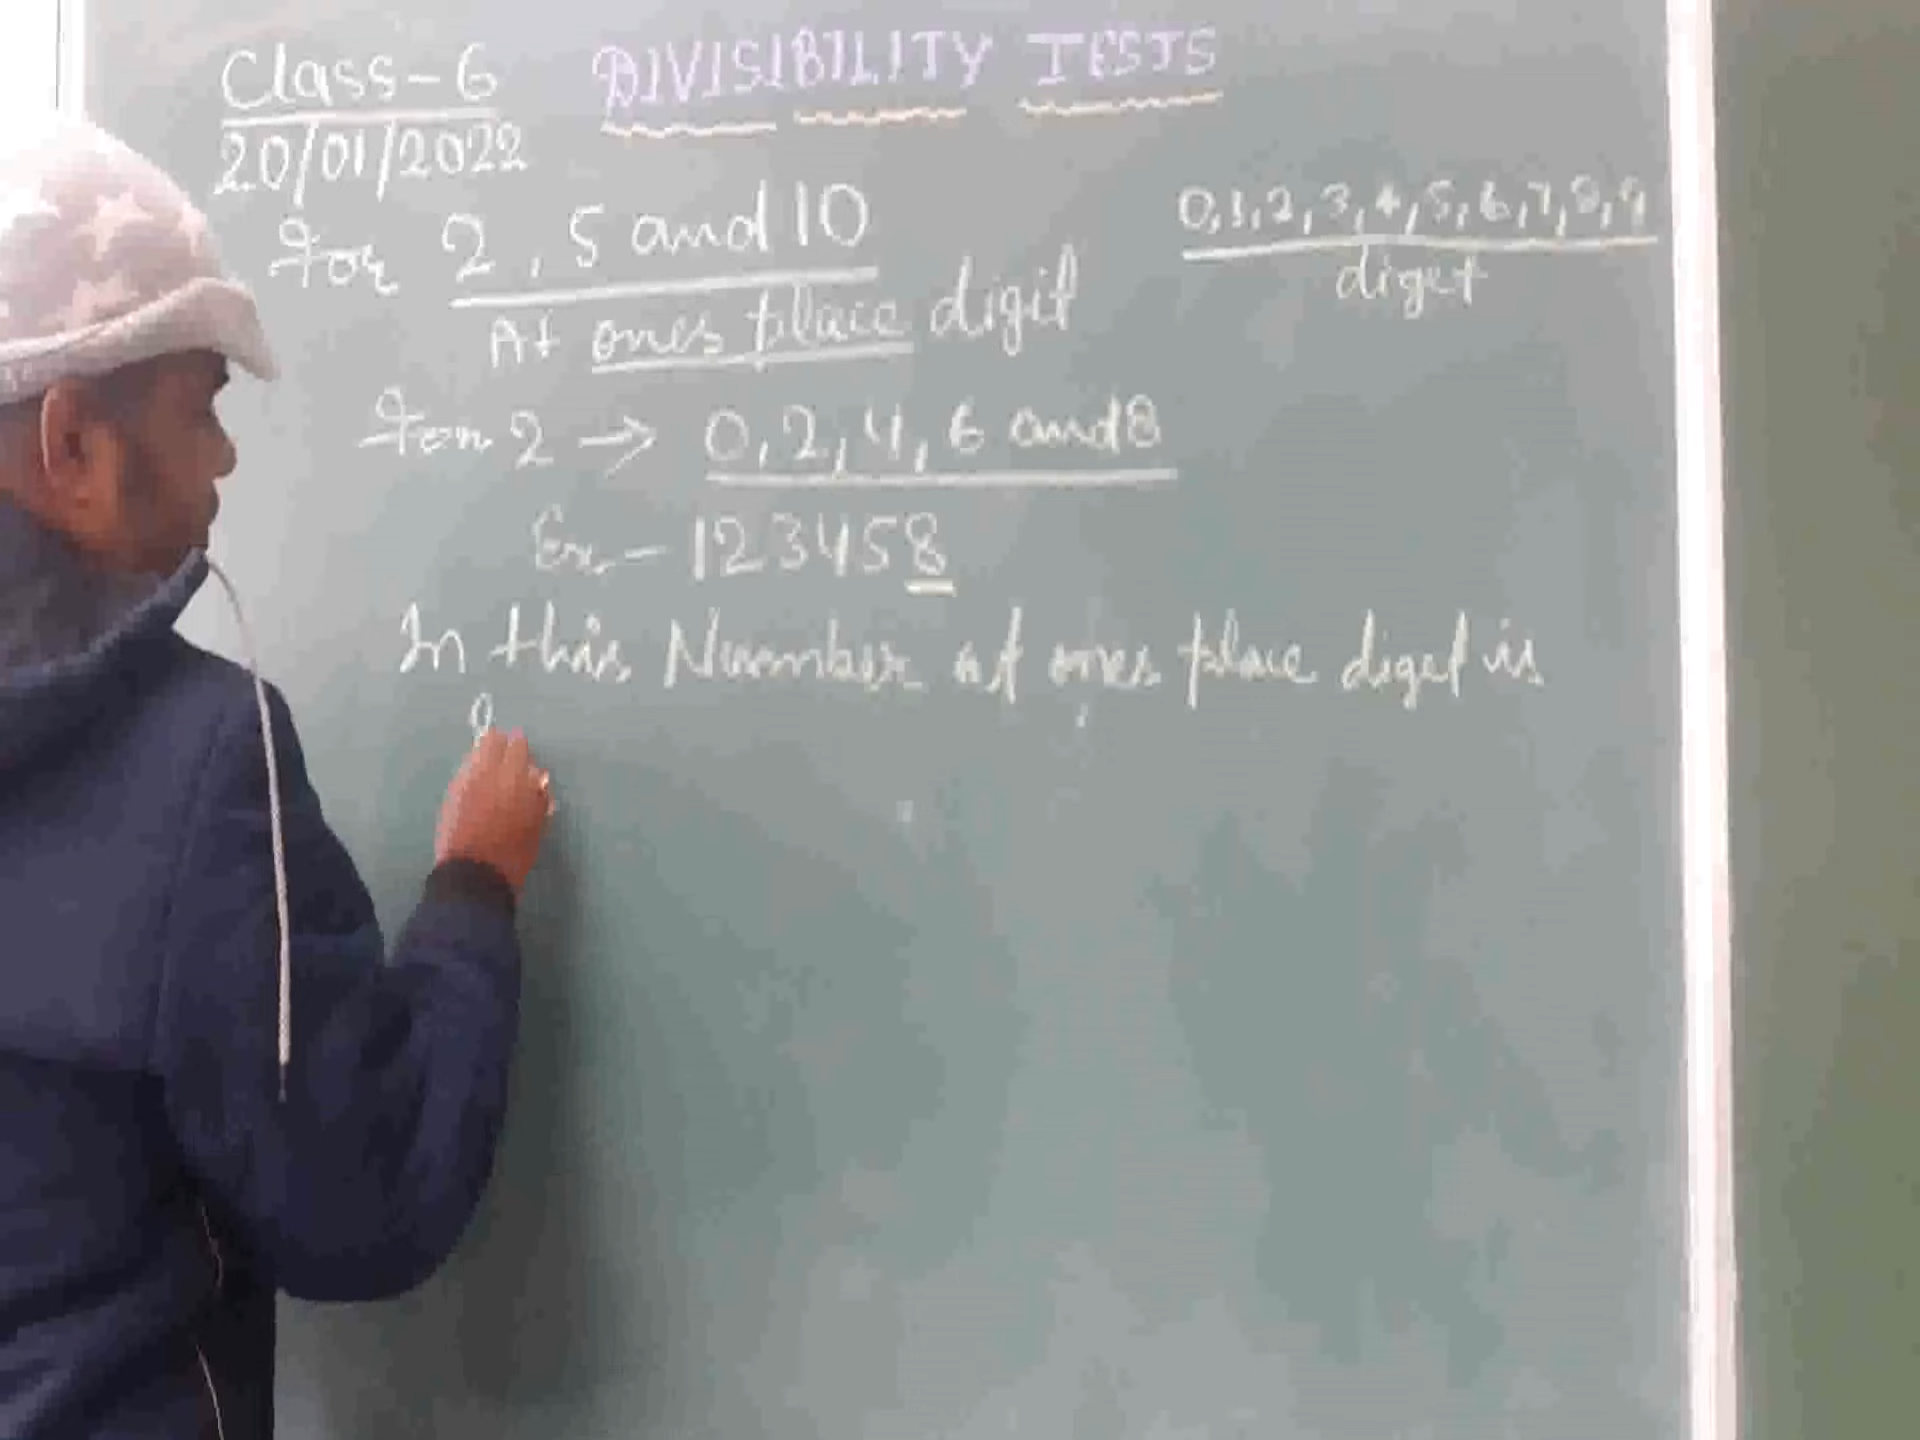 Class-6 DIVISIBILITY TESTS
20/01/2022
For 2, 5 and 10
0,1,2,3,4,5,6,7,8,9
diget
At ones place digit
For 2 → 0,2,4,6 and 8
Ex - 123458
In this Number at ones place diget is
8